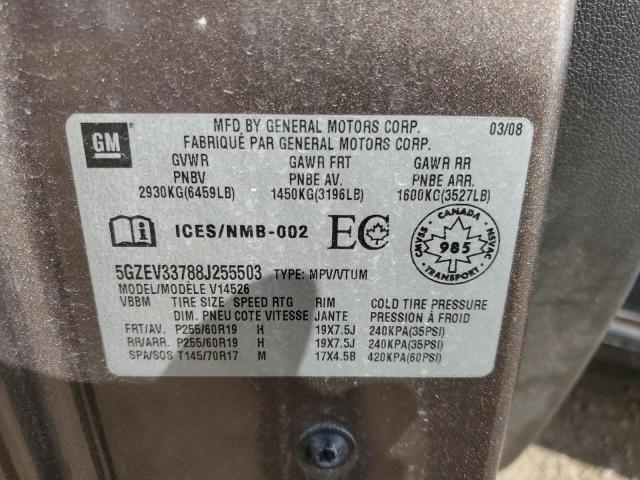 GM
MFD BY GENERAL MOTORS CORP. 03/08
FABRIQUÉ PAR GENERAL MOTORS CORP.
GVWR GAWR FRT GAWR RR
PNBV PNBE AV. PNBE ARR.
2930KG(6459LB) 1450KG(3196LB) 1600KG(3527LB)
i ICES/NMB-002 EC CANADA CMVSS 985 NSVAC TRANSPORT
5GZEV33788J255503 TYPE: MPV/VTUM
MODEL/MODÈLE V14526
VBBM TIRE SIZE SPEED RTG RIM COLD TIRE PRESSURE
DIM. PNEU COTE VITESSE JANTE PRESSION À FROID
FRT/AV. P255/60R19 H 19X7.5J 240KPA(35PSI)
RR/ARR. P255/60R19 H 19X7.5J 240KPA(35PSI)
SPA/SOS T145/70R17 M 17X4.5B 420KPA(60PSI)